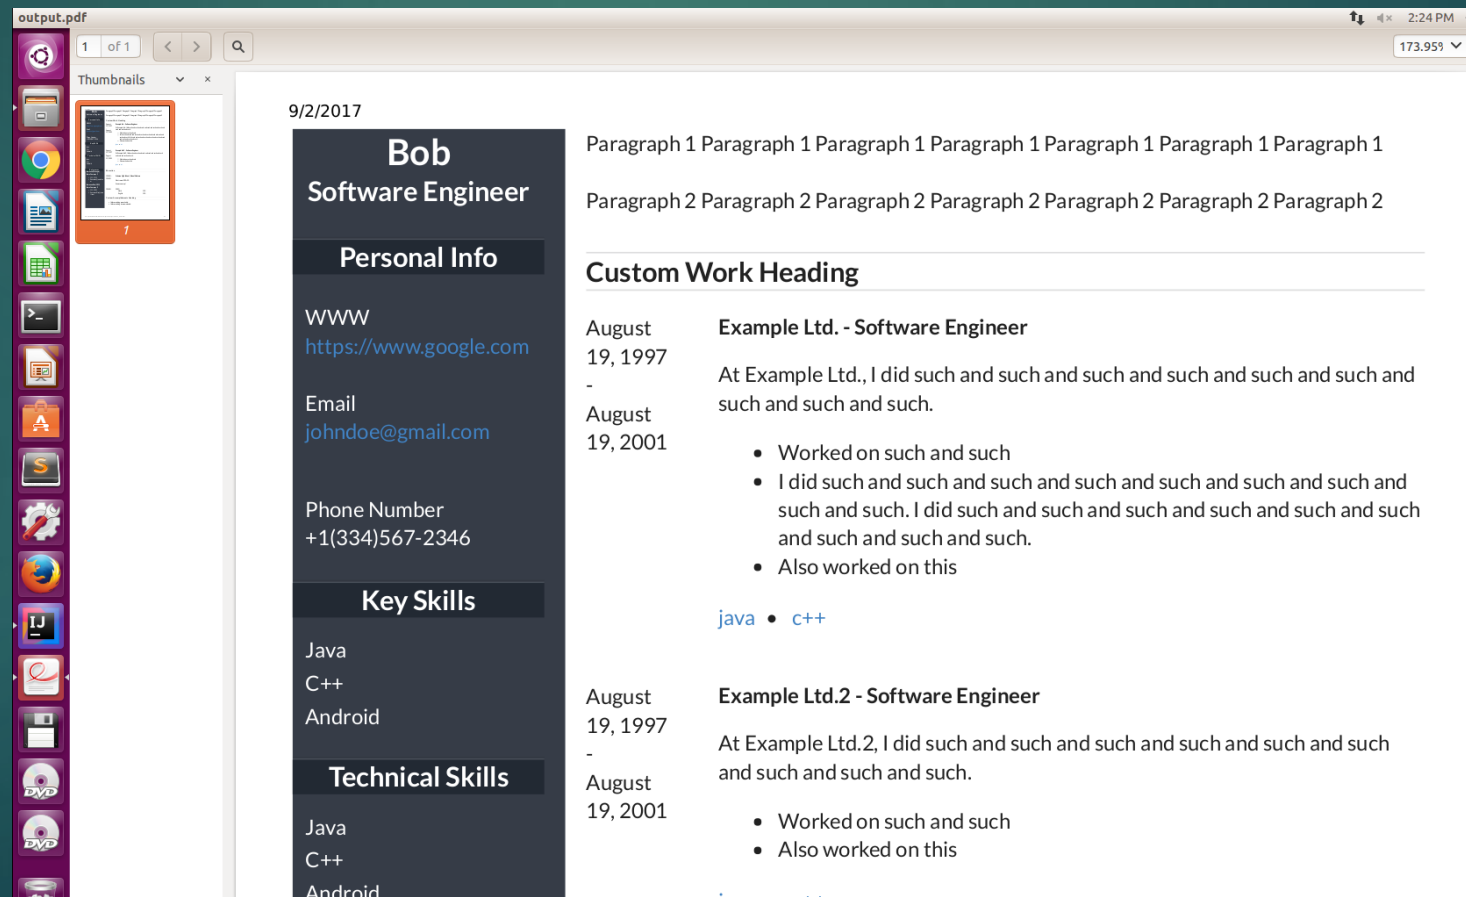 output.pdf
2:24 PM
1 of 1
173.95%
Thumbnails
1
9/2/2017
Bob
Software Engineer
Personal Info
WWW
https://www.google.com
Email
johndoe@gmail.com
Phone Number
+1(334)567-2346
Key Skills
Java
C++
Android
Technical Skills
Java
C++
Android
Paragraph 1 Paragraph 1 Paragraph 1 Paragraph 1 Paragraph 1 Paragraph 1 Paragraph 1
Paragraph 2 Paragraph 2 Paragraph 2 Paragraph 2 Paragraph 2 Paragraph 2 Paragraph 2
Custom Work Heading
August
19, 1997
-
August
19, 2001
Example Ltd. - Software Engineer
At Example Ltd., I did such and such and such and such and such and such and
such and such and such.
• Worked on such and such
• I did such and such and such and such and such and such and such and
such and such. I did such and such and such and such and such and such
and such and such and such.
• Also worked on this
java • c++
August
19, 1997
-
August
19, 2001
Example Ltd.2 - Software Engineer
At Example Ltd.2, I did such and such and such and such and such and such
and such and such and such.
• Worked on such and such
• Also worked on this